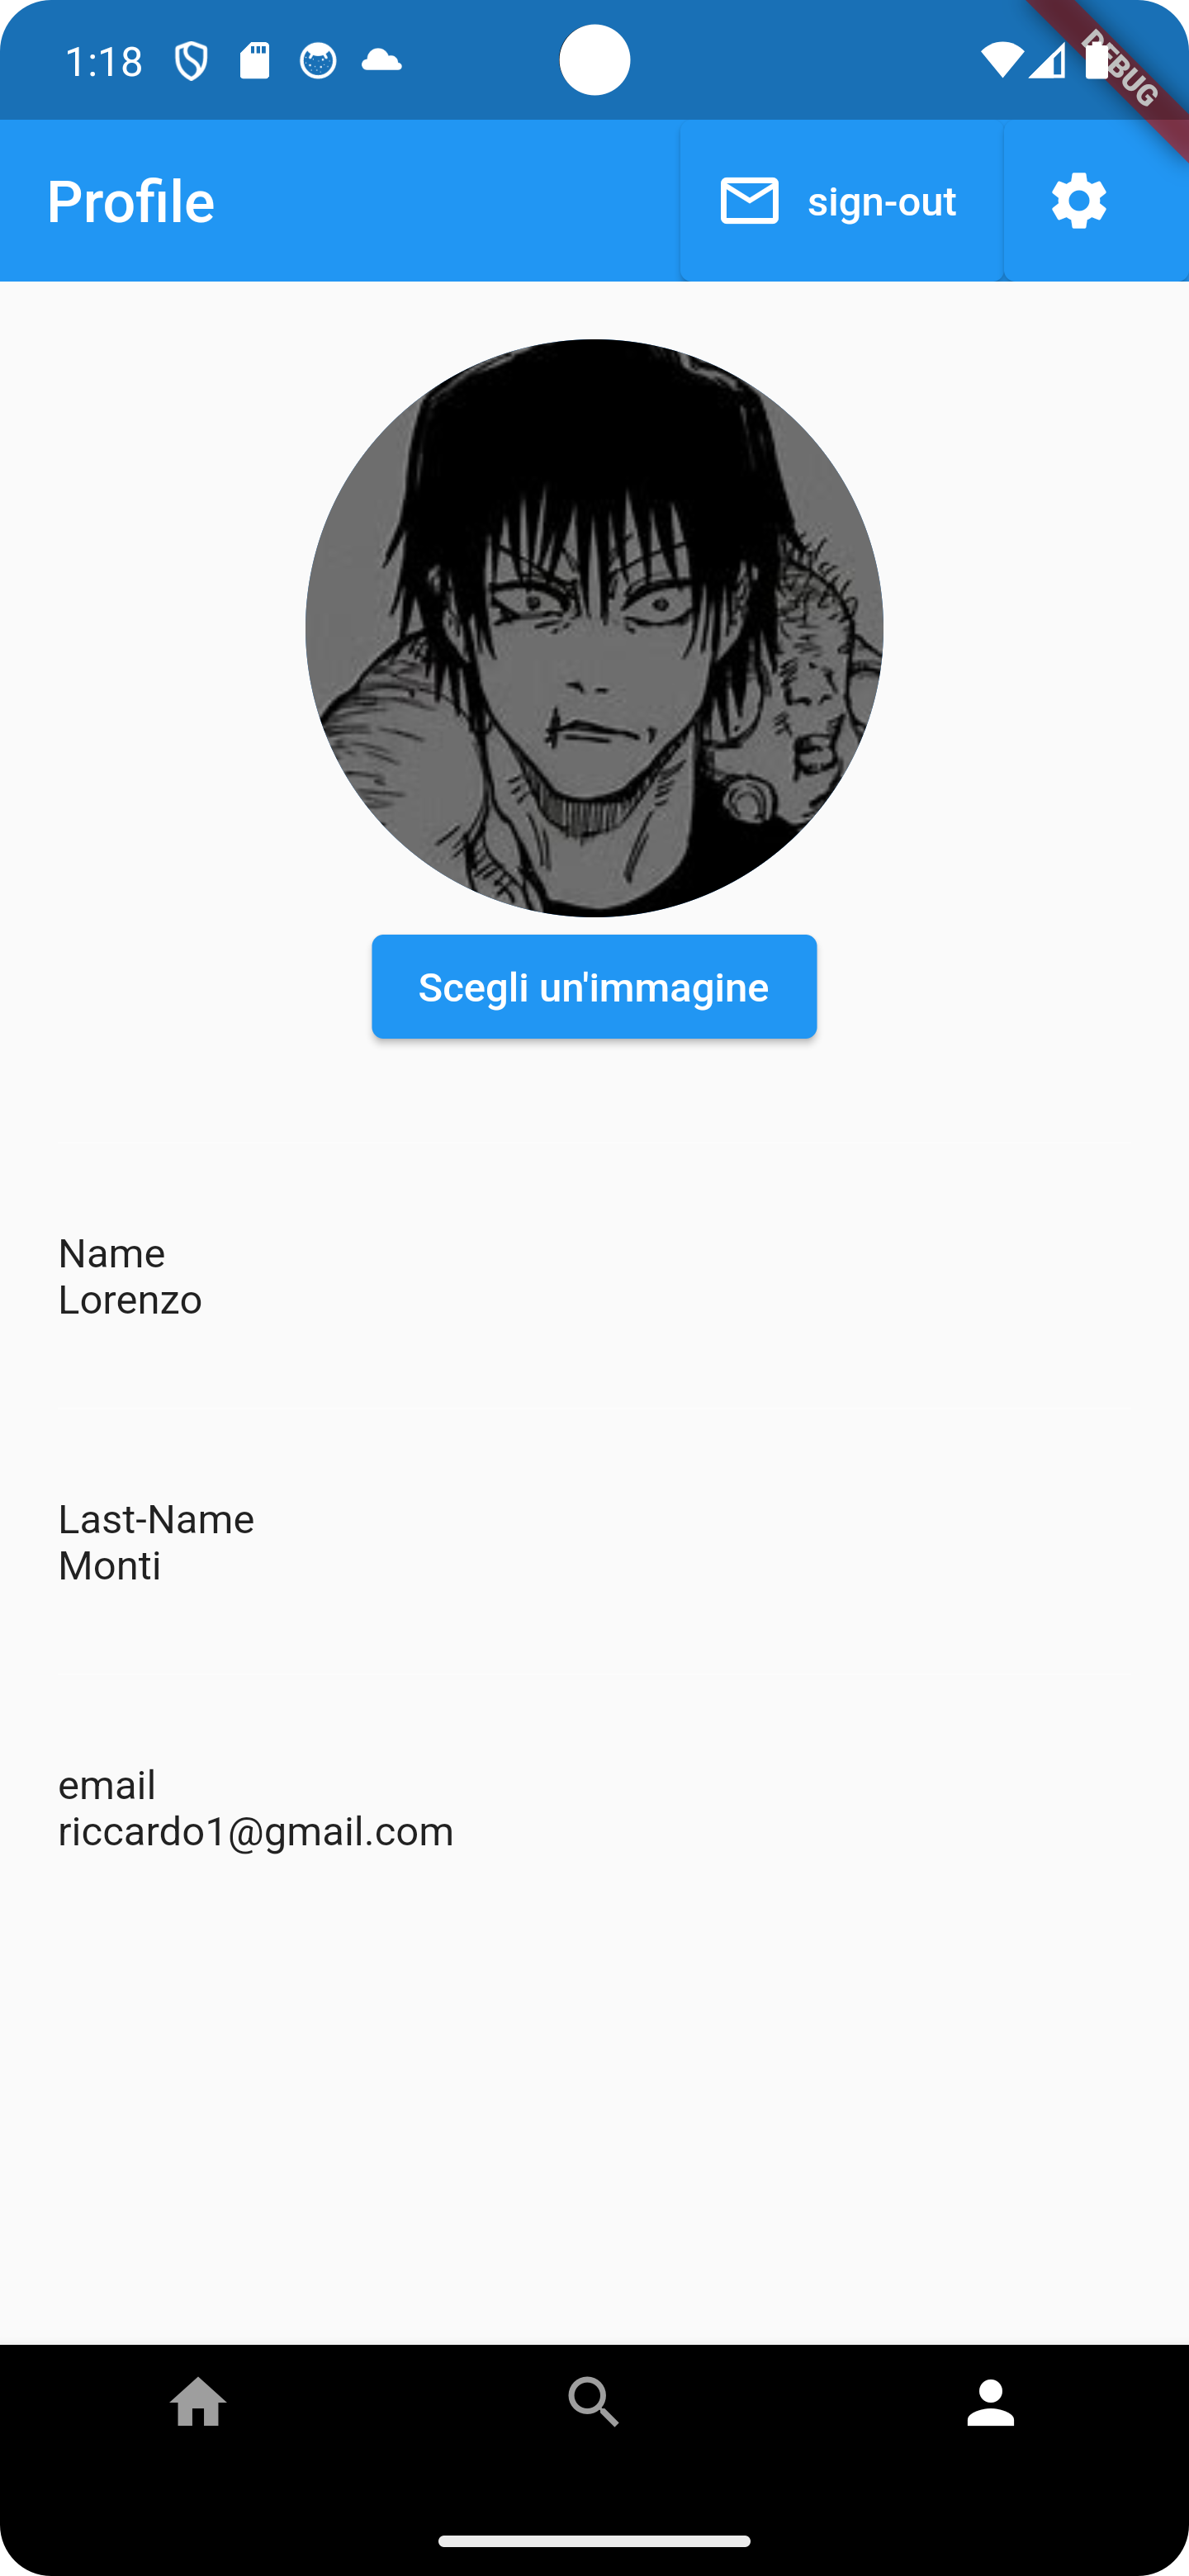 1:18
DEBUG
Profile
sign-out
Scegli un'immagine
Name
Lorenzo
Last-Name
Monti
email
riccardo1@gmail.com